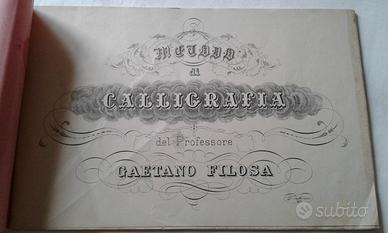 METODO
di
CALLIGRAFIA
del Professore
GAETANO FILOSA
subito